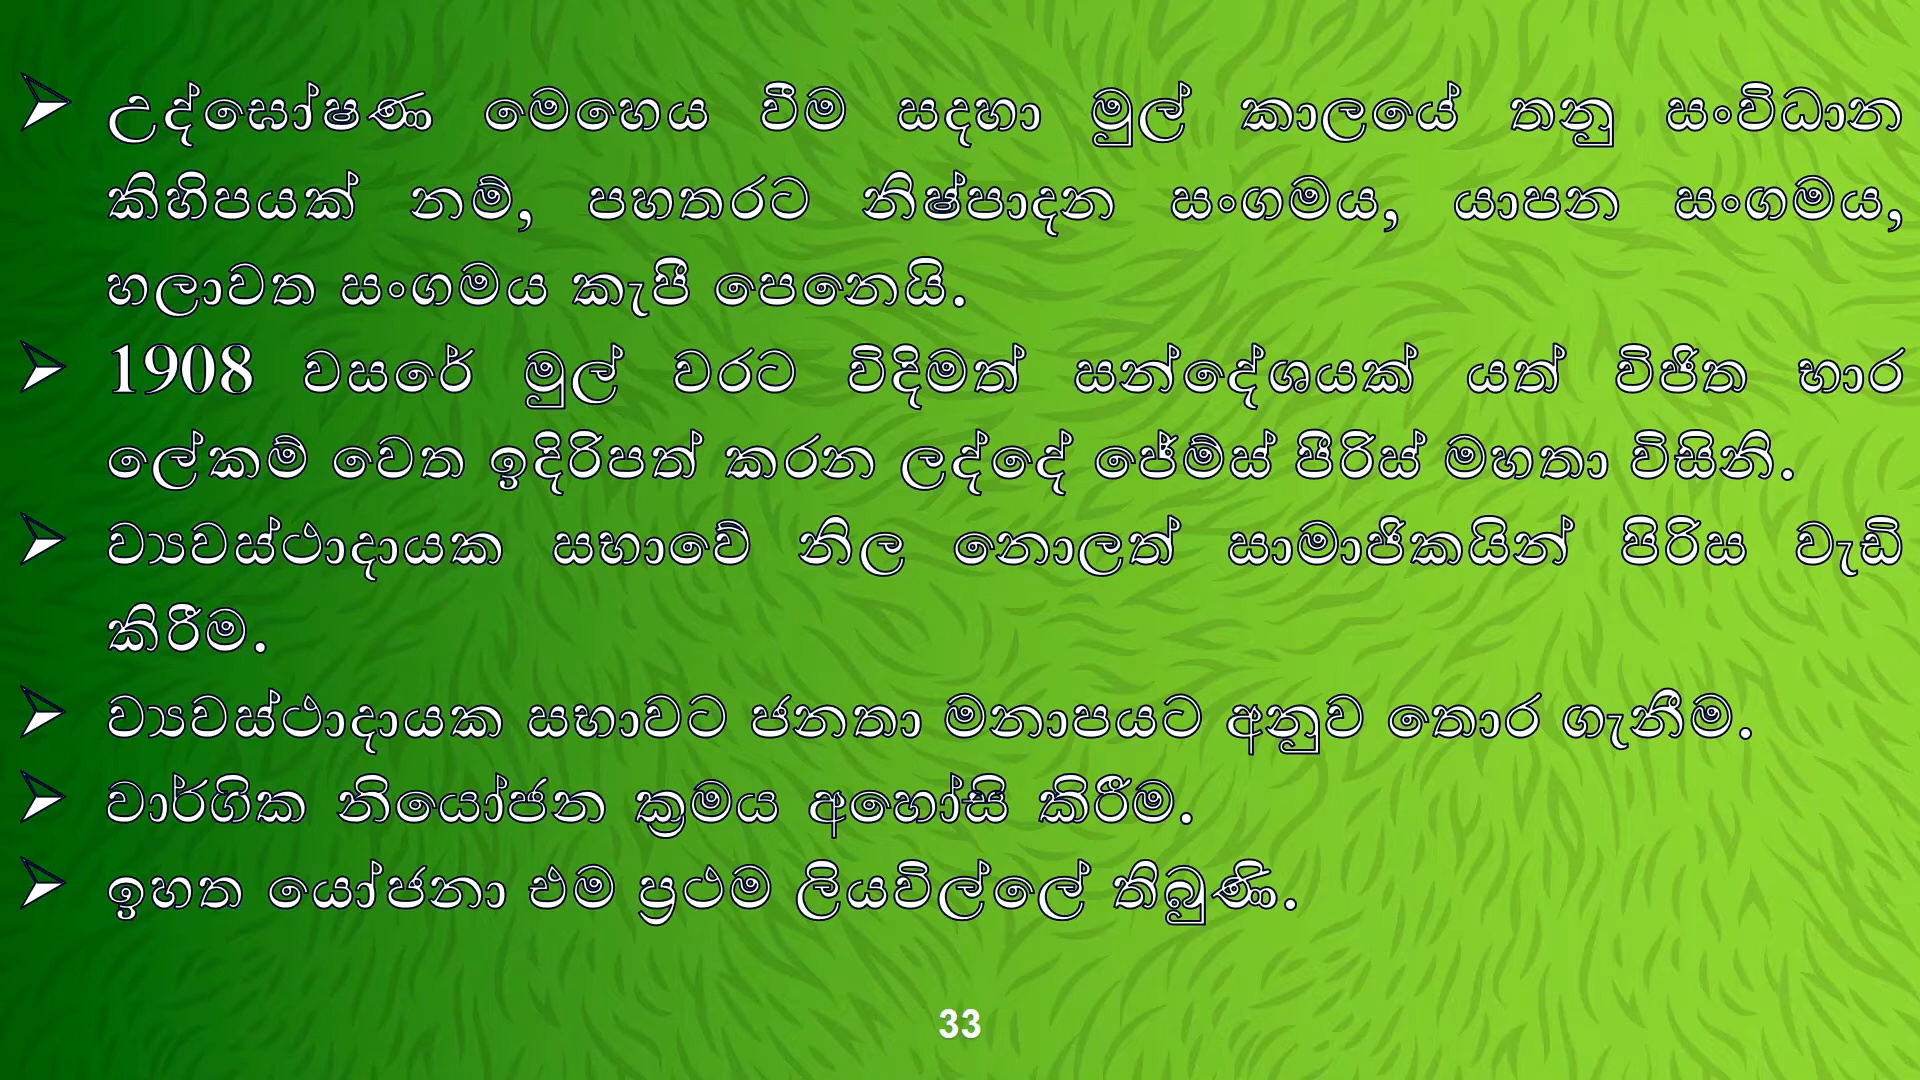 ➢ උද්ඝෝෂණ මෙහෙය වීම සදහා මුල් කාලයේ තනු සංවිධාන
කිහිපයක් නම්, පහතරට නිෂ්පාදන සංගමය, යාපන සංගමය,
හලාවත සංගමය කැපී පෙනෙයි.
➢ 1908 වසරේ මුල් වරට විදිමත් සන්දේශයක් යත් විජිත භාර
ලේකම් වෙත ඉදිරිපත් කරන ලද්දේ ජේම්ස් පීරිස් මහතා විසිනි.
➢ ව්‍යවස්ථාදායක සභාවේ නිල නොලත් සාමාජිකයින් පිරිස වැඩි
කිරීම.
➢ ව්‍යවස්ථාදායක සභාවට ජනතා මනාපයට අනුව තොර ගැනීම.
➢ වාර්ගික නියෝජන ක්‍රමය අහෝසි කිරීම.
➢ ඉහත යෝජනා එම ප්‍රථම ලියවිල්ලේ තිබුණි.
33